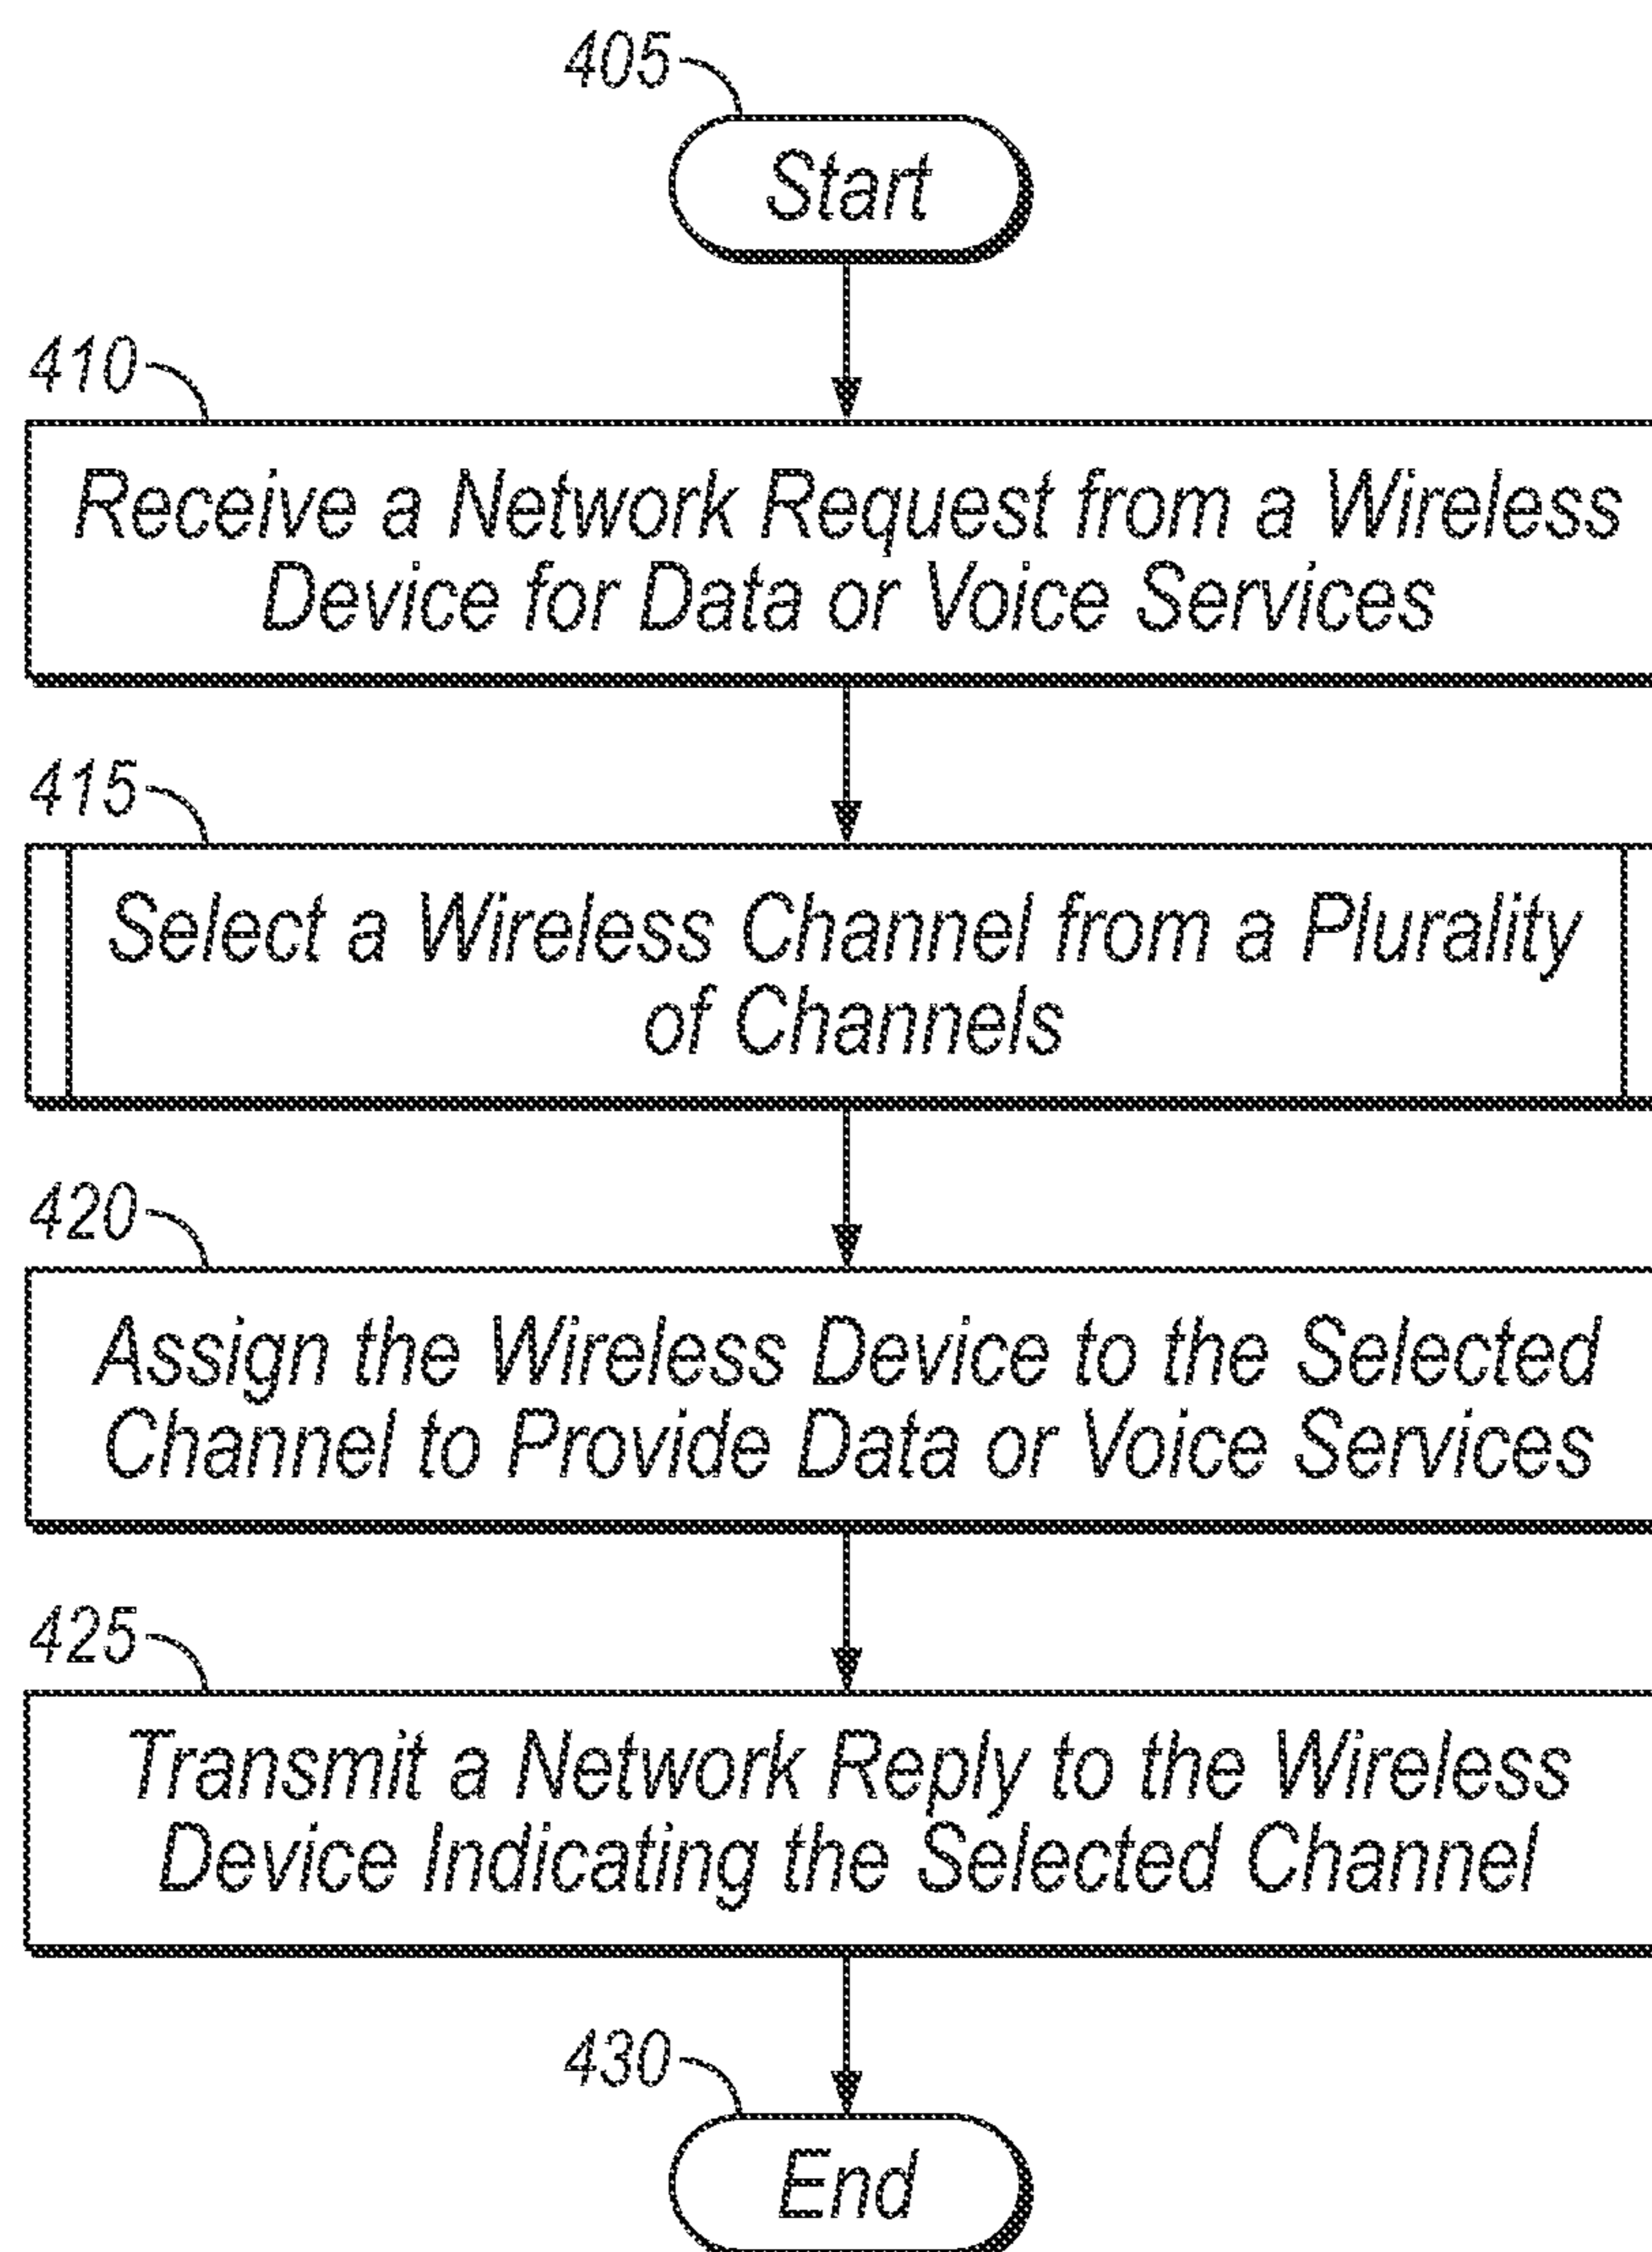 405
Start
410
Receive a Network Request from a Wireless
Device for Data or Voice Services
415
Select a Wireless Channel from a Plurality
of Channels
420
Assign the Wireless Device to the Selected
Channel to Provide Data or Voice Services
425
Transmit a Network Reply to the Wireless
Device Indicating the Selected Channel
430
End